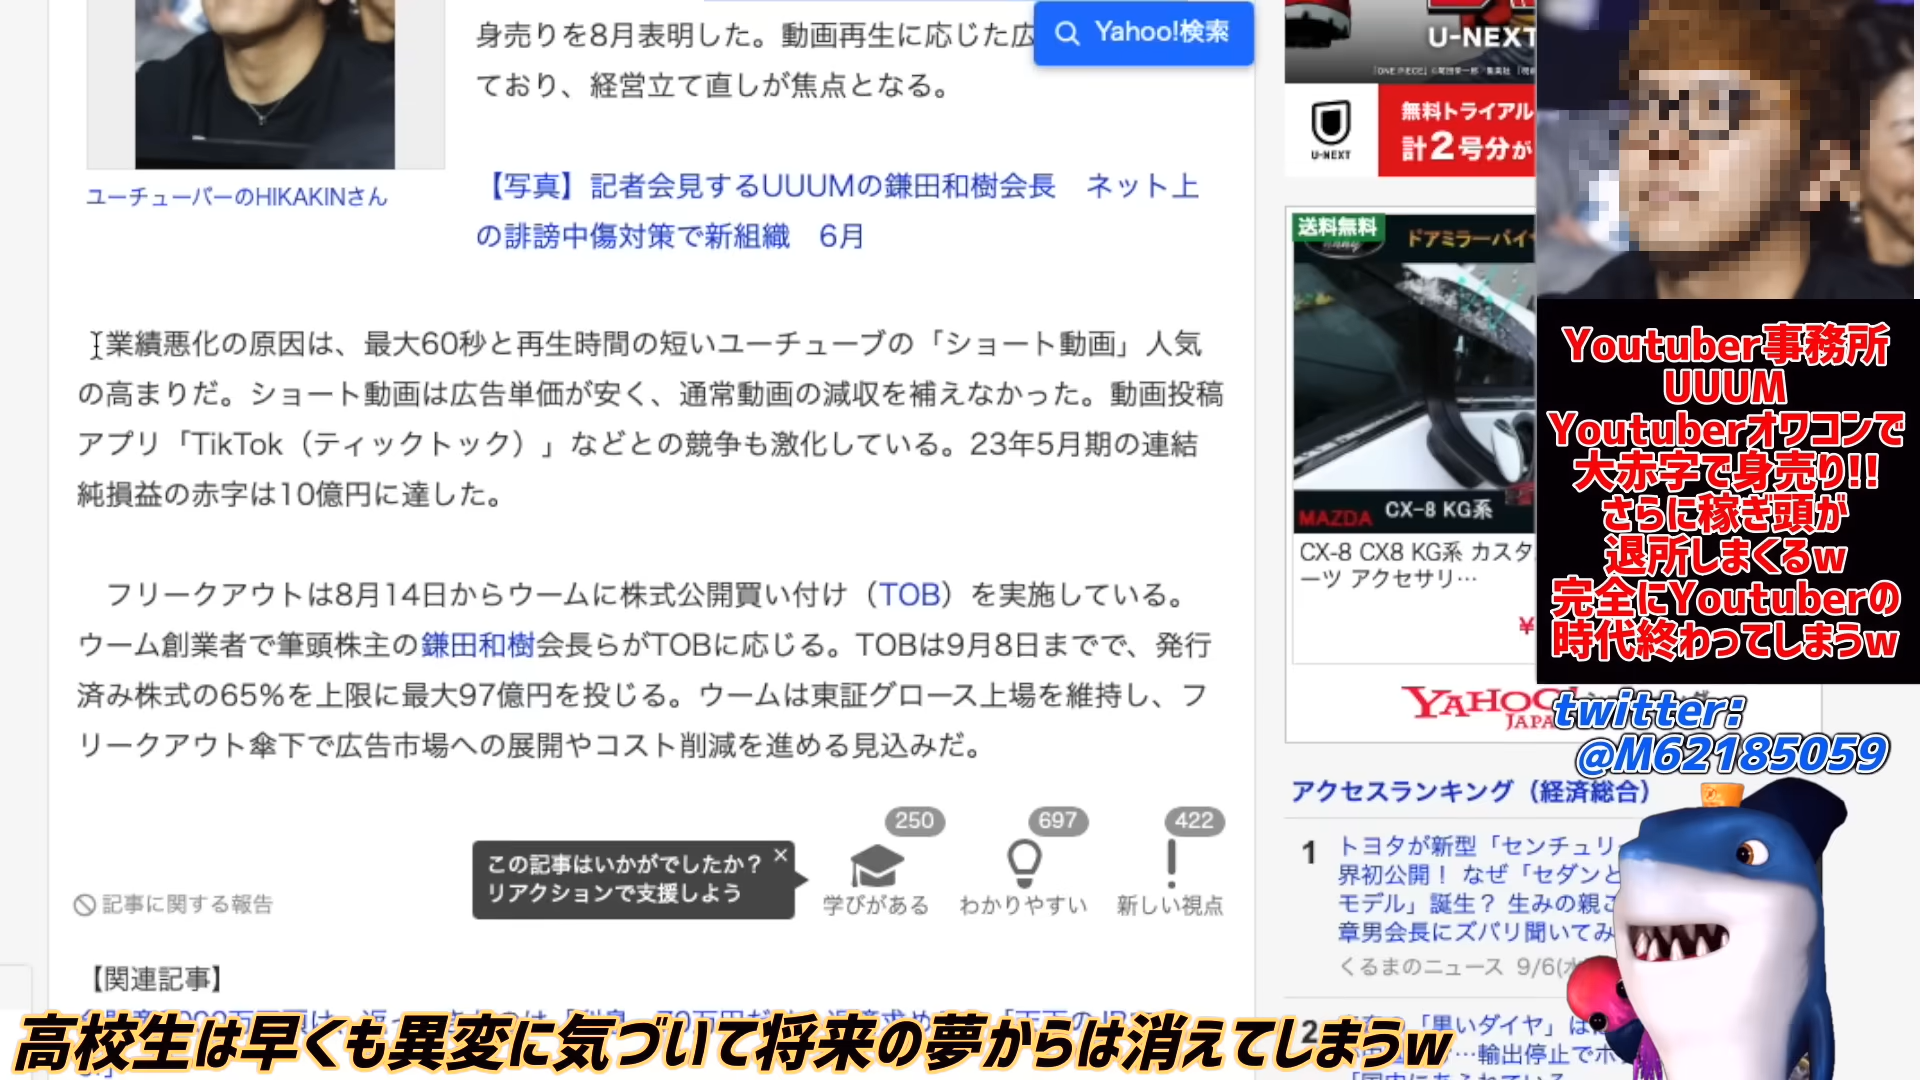 身売りを8月表明した。動画再生に応じた広
Yahoo!検索
ており、経営立て直しが焦点となる。
【写真】記者会見するUUUMの鎌田和樹会長　ネット上
の誹謗中傷対策で新組織　6月
ユーチューバーのHIKAKINさん
業績悪化の原因は、最大60秒と再生時間の短いユーチューブの「ショート動画」人気
の高まりだ。ショート動画は広告単価が安く、通常動画の減収を補えなかった。動画投稿
アプリ「TikTok（ティックトック）」などとの競争も激化している。23年5月期の連結
純損益の赤字は10億円に達した。
フリークアウトは8月14日からウームに株式公開買い付け（TOB）を実施している。
ウーム創業者で筆頭株主の鎌田和樹会長らがTOBに応じる。TOBは9月8日までで、発行
済み株式の65%を上限に最大97億円を投じる。ウームは東証グロース上場を維持し、フ
リークアウト傘下で広告市場への展開やコスト削減を進める見込みだ。
この記事はいかがでしたか？
リアクションで支援しよう
250
697
422
学びがある
わかりやすい
新しい視点
記事に関する報告
【関連記事】
U-NEXT
無料トライアル
計2号分が
U-NEXT
送料無料
ドアミラーバイ
MAZDA CX-8 KG系
CX-8 CX8 KG系 カスタ
ーツ アクセサリ…
¥
YAHOO!
JAPA
アクセスランキング（経済総合）
1
トヨタが新型「センチュリ
界初公開！ なぜ「セダンと
モデル」誕生？ 生みの親
章男会長にズバリ聞いてみ
くるまのニュース 9/6(
2
「黒いダイヤ」は
…輸出停止でホ
Youtuber事務所
UUUM
Youtuberオワコンで
大赤字で身売り!!
さらに稼ぎ頭が
退所しまくるw
完全にYoutuberの
時代終わってしまうw
twitter:
@M62185059
高校生は早くも異変に気づいて将来の夢からは消えてしまうw